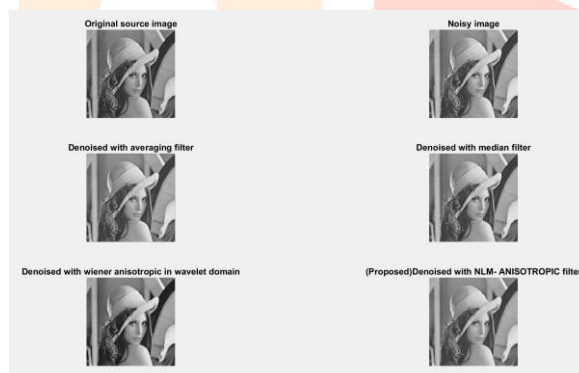 Original source image
Noisy image
Denoised with averaging filter
Denoised with median filter
Denoised with wiener anisotropic in wavelet domain
(Proposed)Denoised with NLM- ANISOTROPIC filte